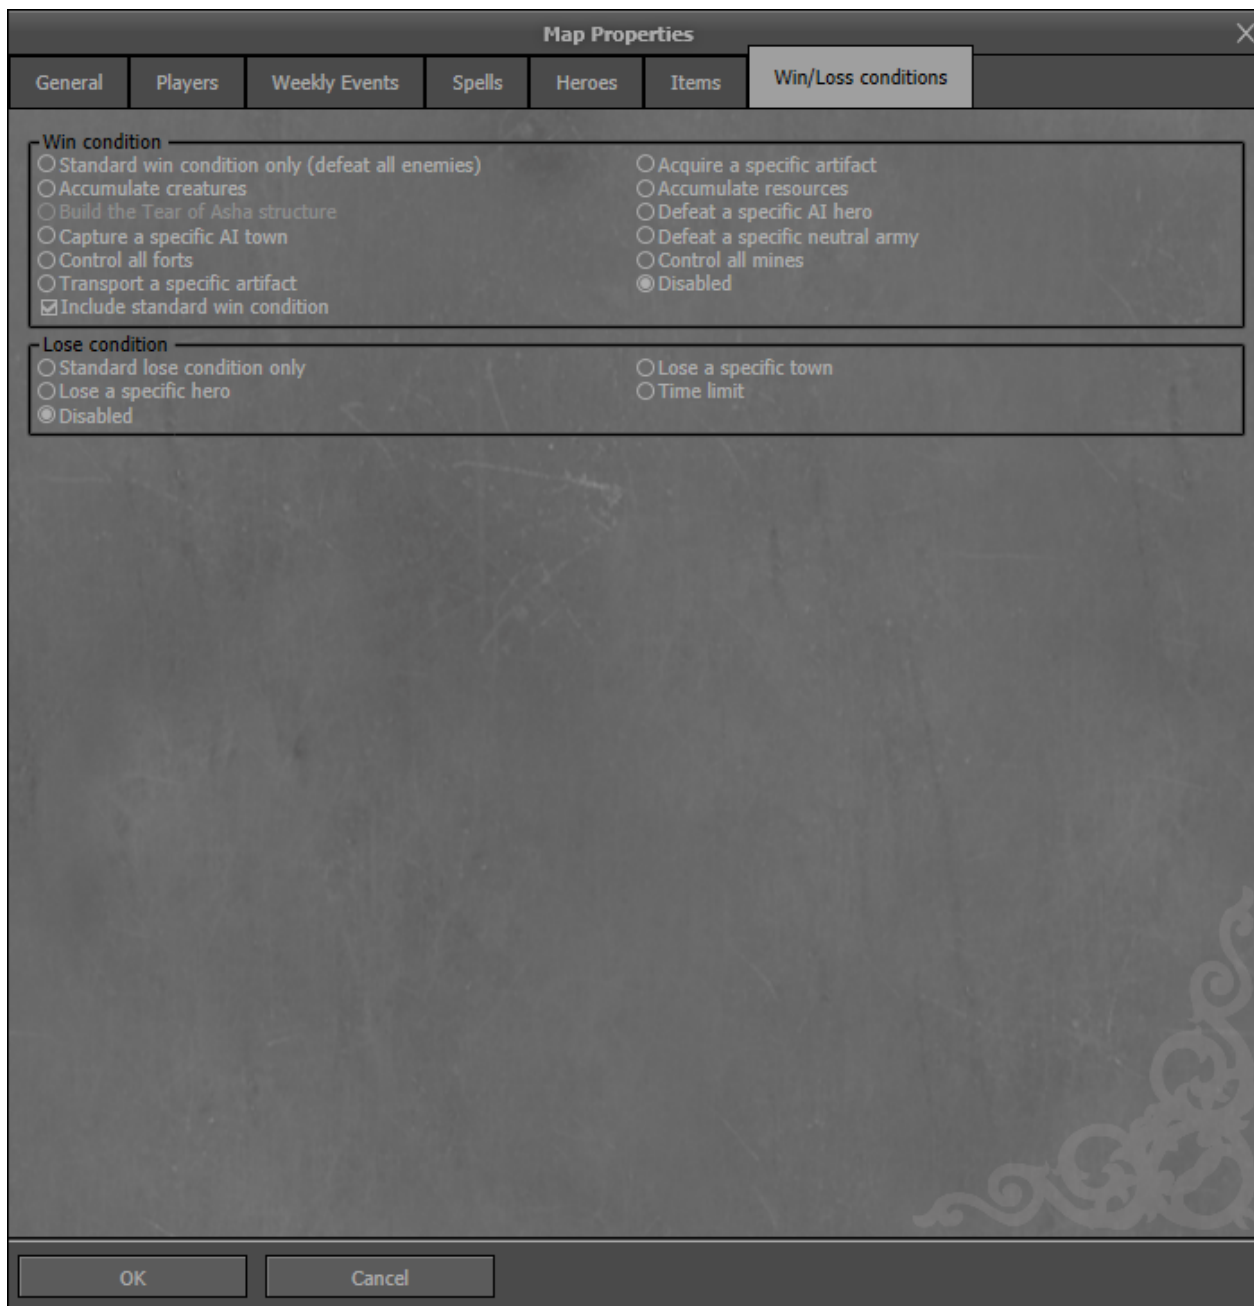 Map Properties
General Players Weekly Events Spells Heroes Items Win/Loss conditions
Win condition
Standard win condition only (defeat all enemies) Acquire a specific artifact
Accumulate creatures Accumulate resources
Build the Tear of Asha structure Defeat a specific AI hero
Capture a specific AI town Defeat a specific neutral army
Control all forts Control all mines
Transport a specific artifact Disabled
Include standard win condition
Lose condition
Standard lose condition only Lose a specific town
Lose a specific hero Time limit
Disabled
OK Cancel